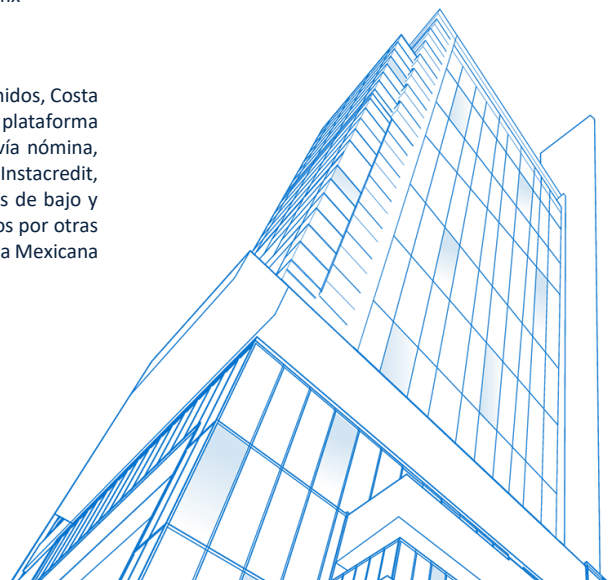 nidos, Costa
plataforma
vía nómina,
Instacredit,
s de bajo y
os por otras
a Mexicana